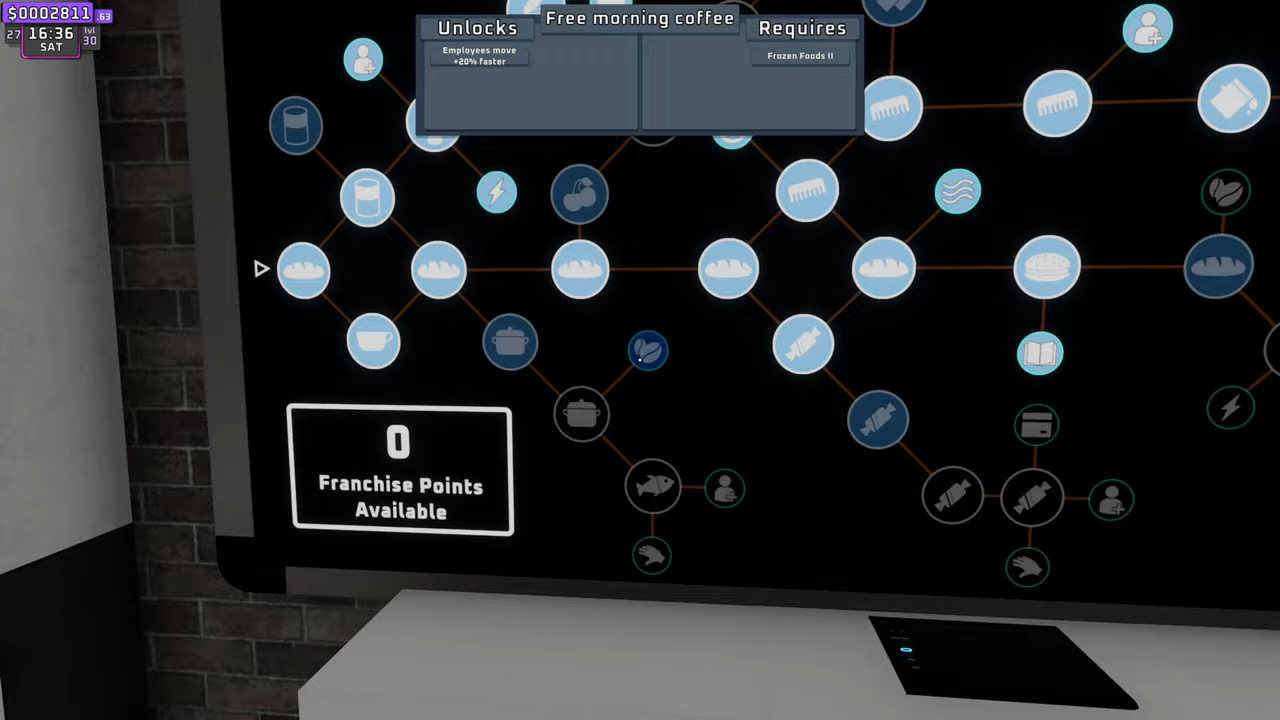 $0002811 .63
27 16:36 lvl
SAT 30
Free morning coffee
Unlocks
Employees move
+20% faster
Requires
Frozen Foods II
0
Franchise Points
Available